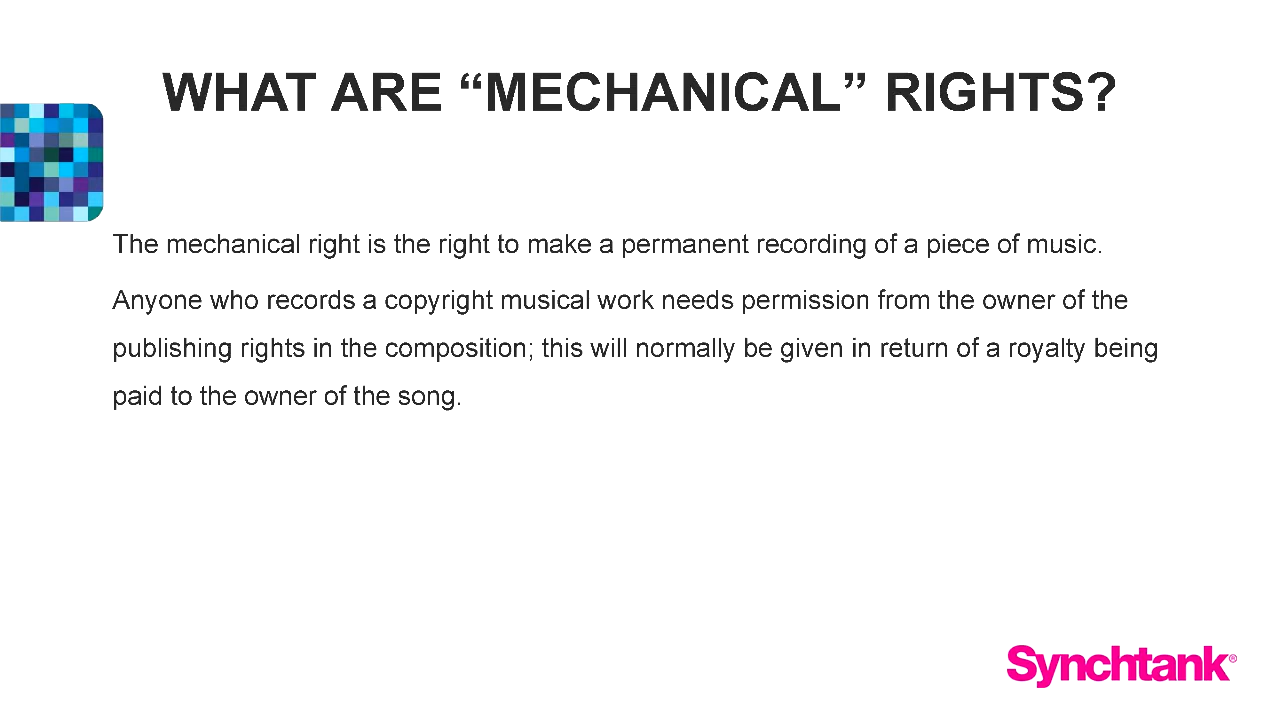 WHAT ARE “MECHANICAL” RIGHTS?
The mechanical right is the right to make a permanent recording of a piece of music.
Anyone who records a copyright musical work needs permission from the owner of the
publishing rights in the composition; this will normally be given in return of a royalty being
paid to the owner of the song.
Synchtank®